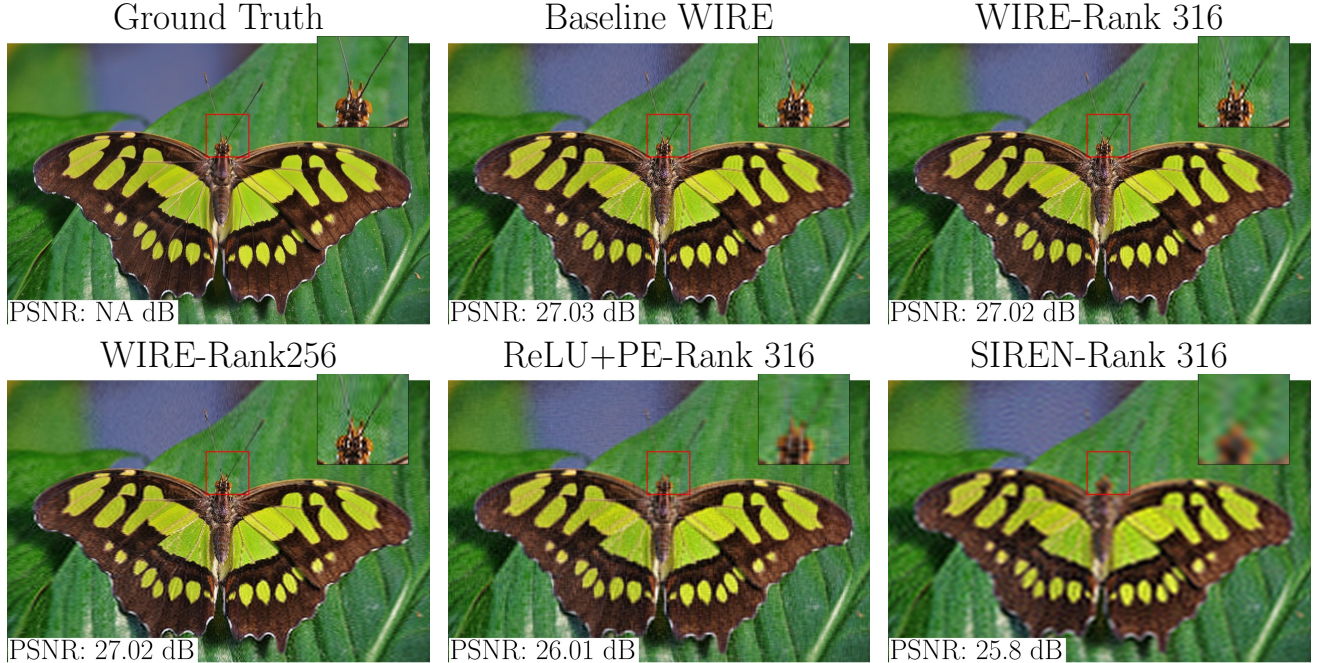 Ground Truth
Baseline WIRE
WIRE-Rank 316
PSNR: NA dB
PSNR: 27.03 dB
PSNR: 27.02 dB
WIRE-Rank256
ReLU+PE-Rank 316
SIREN-Rank 316
PSNR: 27.02 dB
PSNR: 26.01 dB
PSNR: 25.8 dB